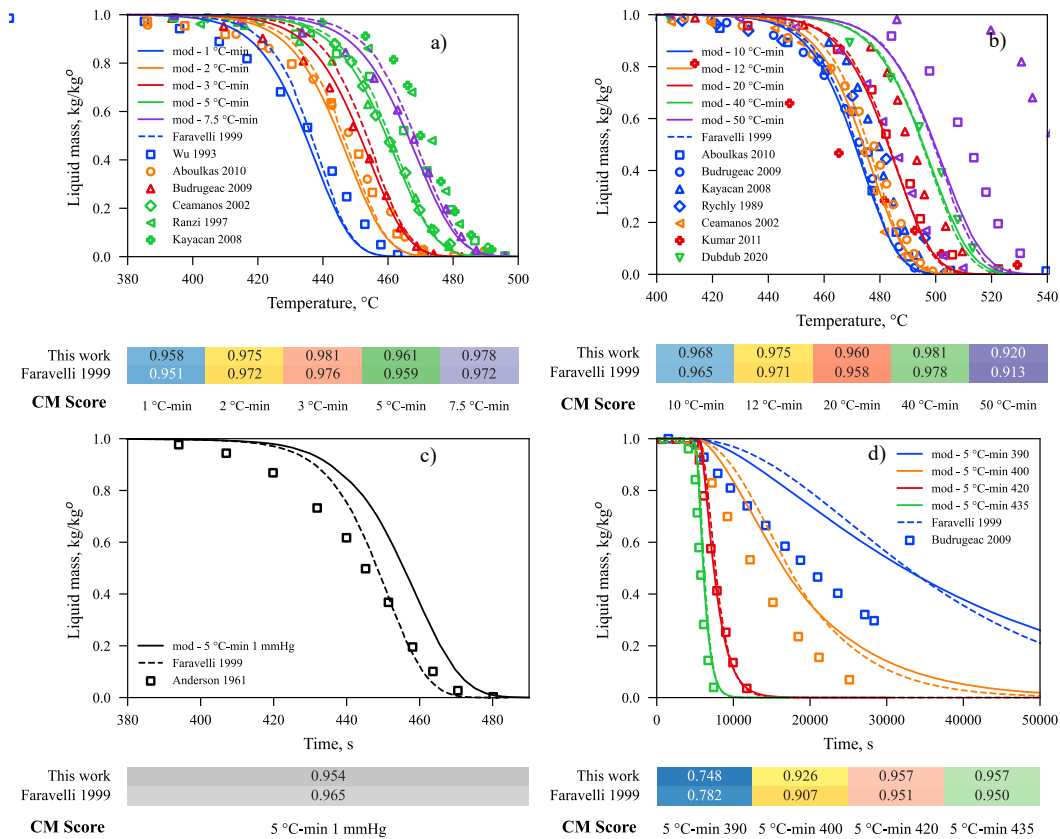 a)
Liquid mass, kg/kgᵒ
1.0
0.8
0.6
0.4
0.2
0.0
mod - 1 °C-min
mod - 2 °C-min
mod - 3 °C-min
mod - 5 °C-min
mod - 7.5 °C-min
Faravelli 1999
Wu 1993
Aboulkas 2010
Budrugeac 2009
Ceamanos 2002
Ranzi 1997
Kayacan 2008
380 400 420 440 460 480 500
Temperature, °C
This work 0.958 0.975 0.981 0.961 0.978
Faravelli 1999 0.951 0.972 0.976 0.959 0.972
CM Score 1 °C-min 2 °C-min 3 °C-min 5 °C-min 7.5 °C-min
b)
Liquid mass, kg/kgᵒ
1.0
0.8
0.6
0.4
0.2
0.0
mod - 10 °C-min
mod - 12 °C-min
mod - 20 °C-min
mod - 40 °C-min
mod - 50 °C-min
Faravelli 1999
Aboulkas 2010
Budrugeac 2009
Kayacan 2008
Rychly 1989
Ceamanos 2002
Kumar 2011
Dubdub 2020
400 420 440 460 480 500 520 540
Temperature, °C
This work 0.968 0.975 0.960 0.981 0.920
Faravelli 1999 0.965 0.971 0.958 0.978 0.913
CM Score 10 °C-min 12 °C-min 20 °C-min 40 °C-min 50 °C-min
c)
Liquid mass, kg/kgᵒ
1.0
0.8
0.6
0.4
0.2
0.0
mod - 5 °C-min 1 mmHg
Faravelli 1999
Anderson 1961
380 400 420 440 460 480
Time, s
This work 0.954
Faravelli 1999 0.965
CM Score 5 °C-min 1 mmHg
d)
Liquid mass, kg/kgᵒ
1.0
0.8
0.6
0.4
0.2
0.0
mod - 5 °C-min 390
mod - 5 °C-min 400
mod - 5 °C-min 420
mod - 5 °C-min 435
Faravelli 1999
Budrugeac 2009
0 10000 20000 30000 40000 50000
Time, s
This work 0.748 0.926 0.957 0.957
Faravelli 1999 0.782 0.907 0.951 0.950
CM Score 5 °C-min 390 5 °C-min 400 5 °C-min 420 5 °C-min 435